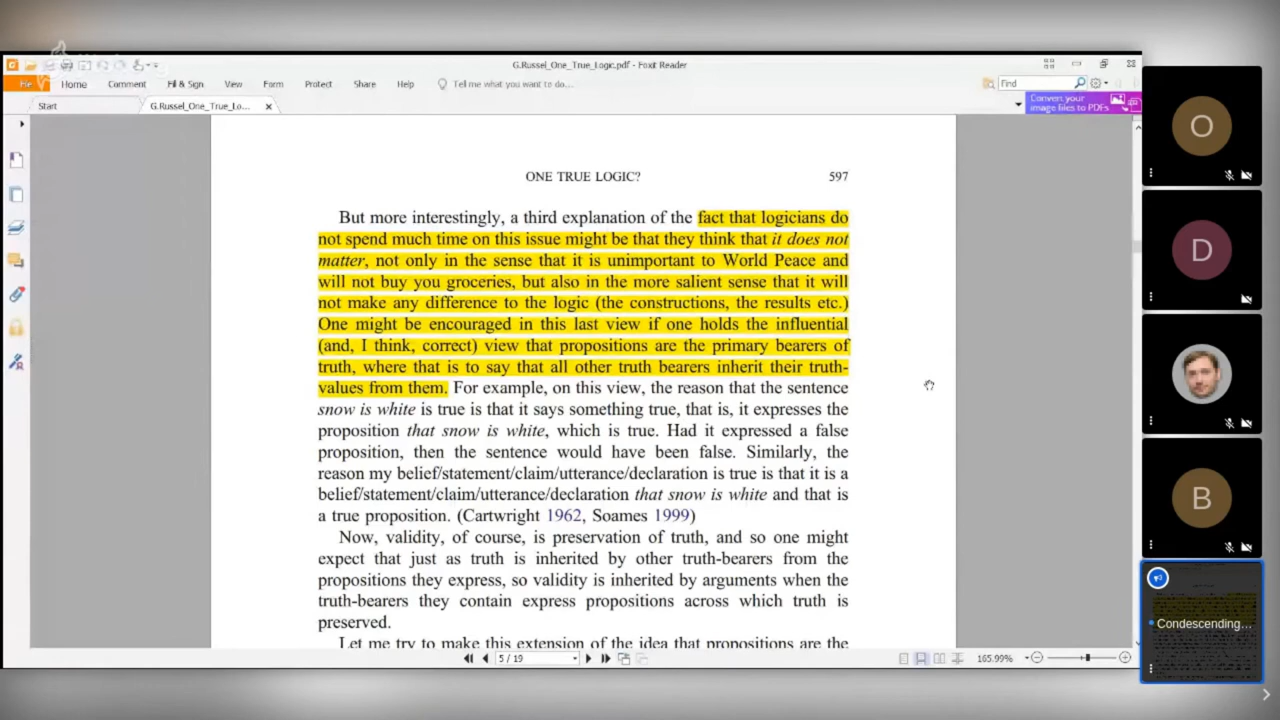 G.Russel_One_True_Logic.pdf - Foxit Reader
File
Home
Comment
Fill & Sign
View
Form
Protect
Share
Help
Tell me what you want to do...
Find
Start
G.Russel_One_True_Lo...
Convert your
image files to PDFs
ONE TRUE LOGIC?
597
But more interestingly, a third explanation of the fact that logicians do
not spend much time on this issue might be that they think that it does not
matter, not only in the sense that it is unimportant to World Peace and
will not buy you groceries, but also in the more salient sense that it will
not make any difference to the logic (the constructions, the results etc.)
One might be encouraged in this last view if one holds the influential
(and, I think, correct) view that propositions are the primary bearers of
truth, where that is to say that all other truth bearers inherit their truth-
values from them. For example, on this view, the reason that the sentence
snow is white is true is that it says something true, that is, it expresses the
proposition that snow is white, which is true. Had it expressed a false
proposition, then the sentence would have been false. Similarly, the
reason my belief/statement/claim/utterance/declaration is true is that it is a
belief/statement/claim/utterance/declaration that snow is white and that is
a true proposition. (Cartwright 1962, Soames 1999)
Now, validity, of course, is preservation of truth, and so one might
expect that just as truth is inherited by other truth-bearers from the
propositions they express, so validity is inherited by arguments when the
truth-bearers they contain express propositions across which truth is
preserved.
Let me try to make this extension of the idea that propositions are the
5 / 19
165.99%
O
D
B
Condescending...